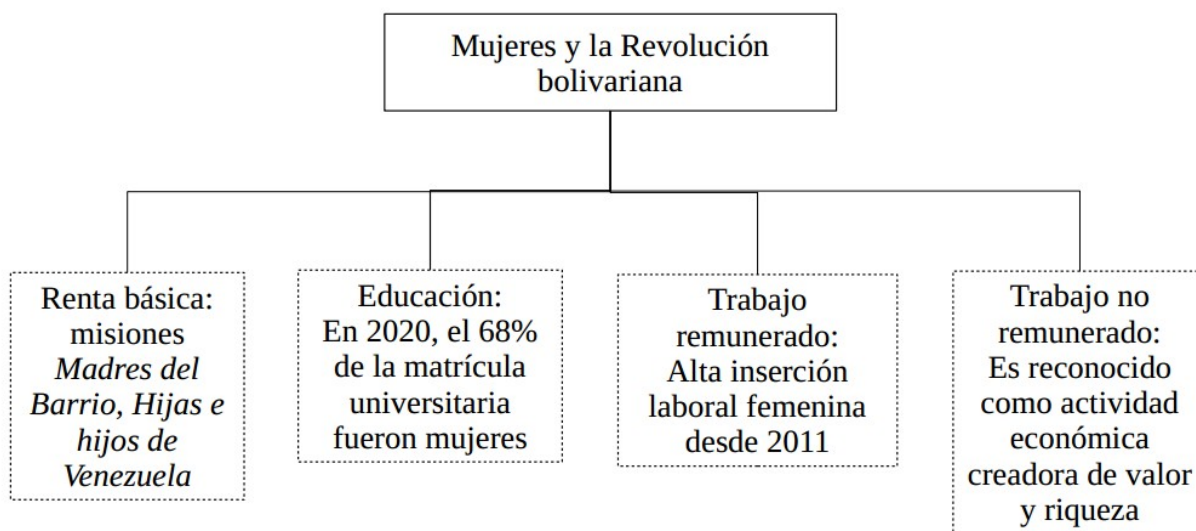 Mujeres y la Revolución
bolivariana
Renta básica:
misiones
Madres del
Barrio, Hijas e
hijos de
Venezuela
Educación:
En 2020, el 68%
de la matrícula
universitaria
fueron mujeres
Trabajo
remunerado:
Alta inserción
laboral femenina
desde 2011
Trabajo no
remunerado:
Es reconocido
como actividad
económica
creadora de valor
y riqueza